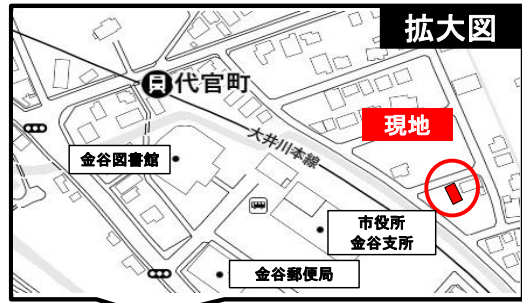 拡大図
代官町
大井川本線
現地
金谷図書館
市役所
金谷支所
金谷郵便局